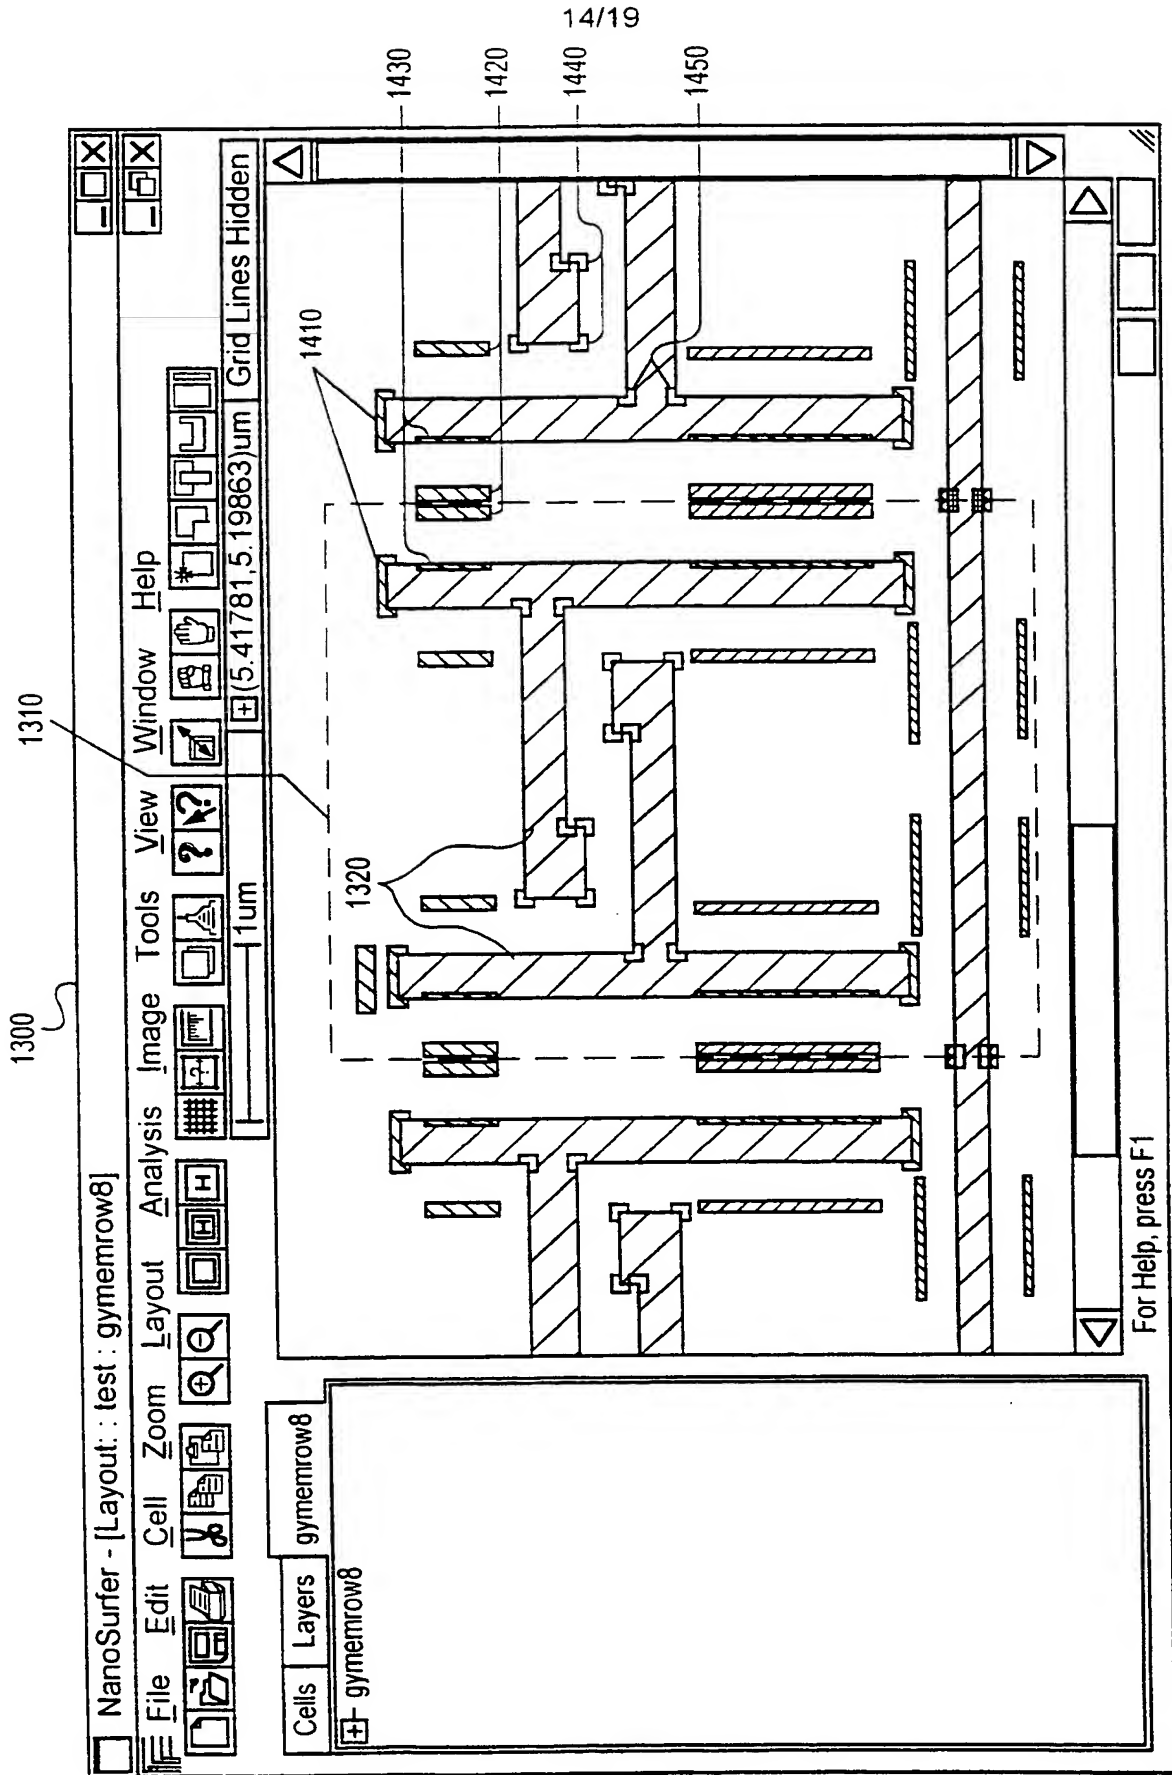 14/19
1300
1310
NanoSurfer - [Layout: : test : gymemrow8]
File Edit Cell Zoom Layout Analysis Image Tools View Window Help
1um
(5.41781,5.19863)um
Grid Lines Hidden
Cells Layers gymemrow8
gymemrow8
1320
1410
1430
1420
1440
1450
For Help, press F1